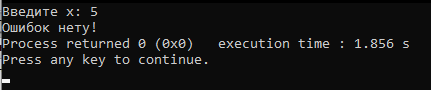 Введите x: 5
Ошибок нету!
Process returned 0 (0x0)   execution time : 1.856 s
Press any key to continue.